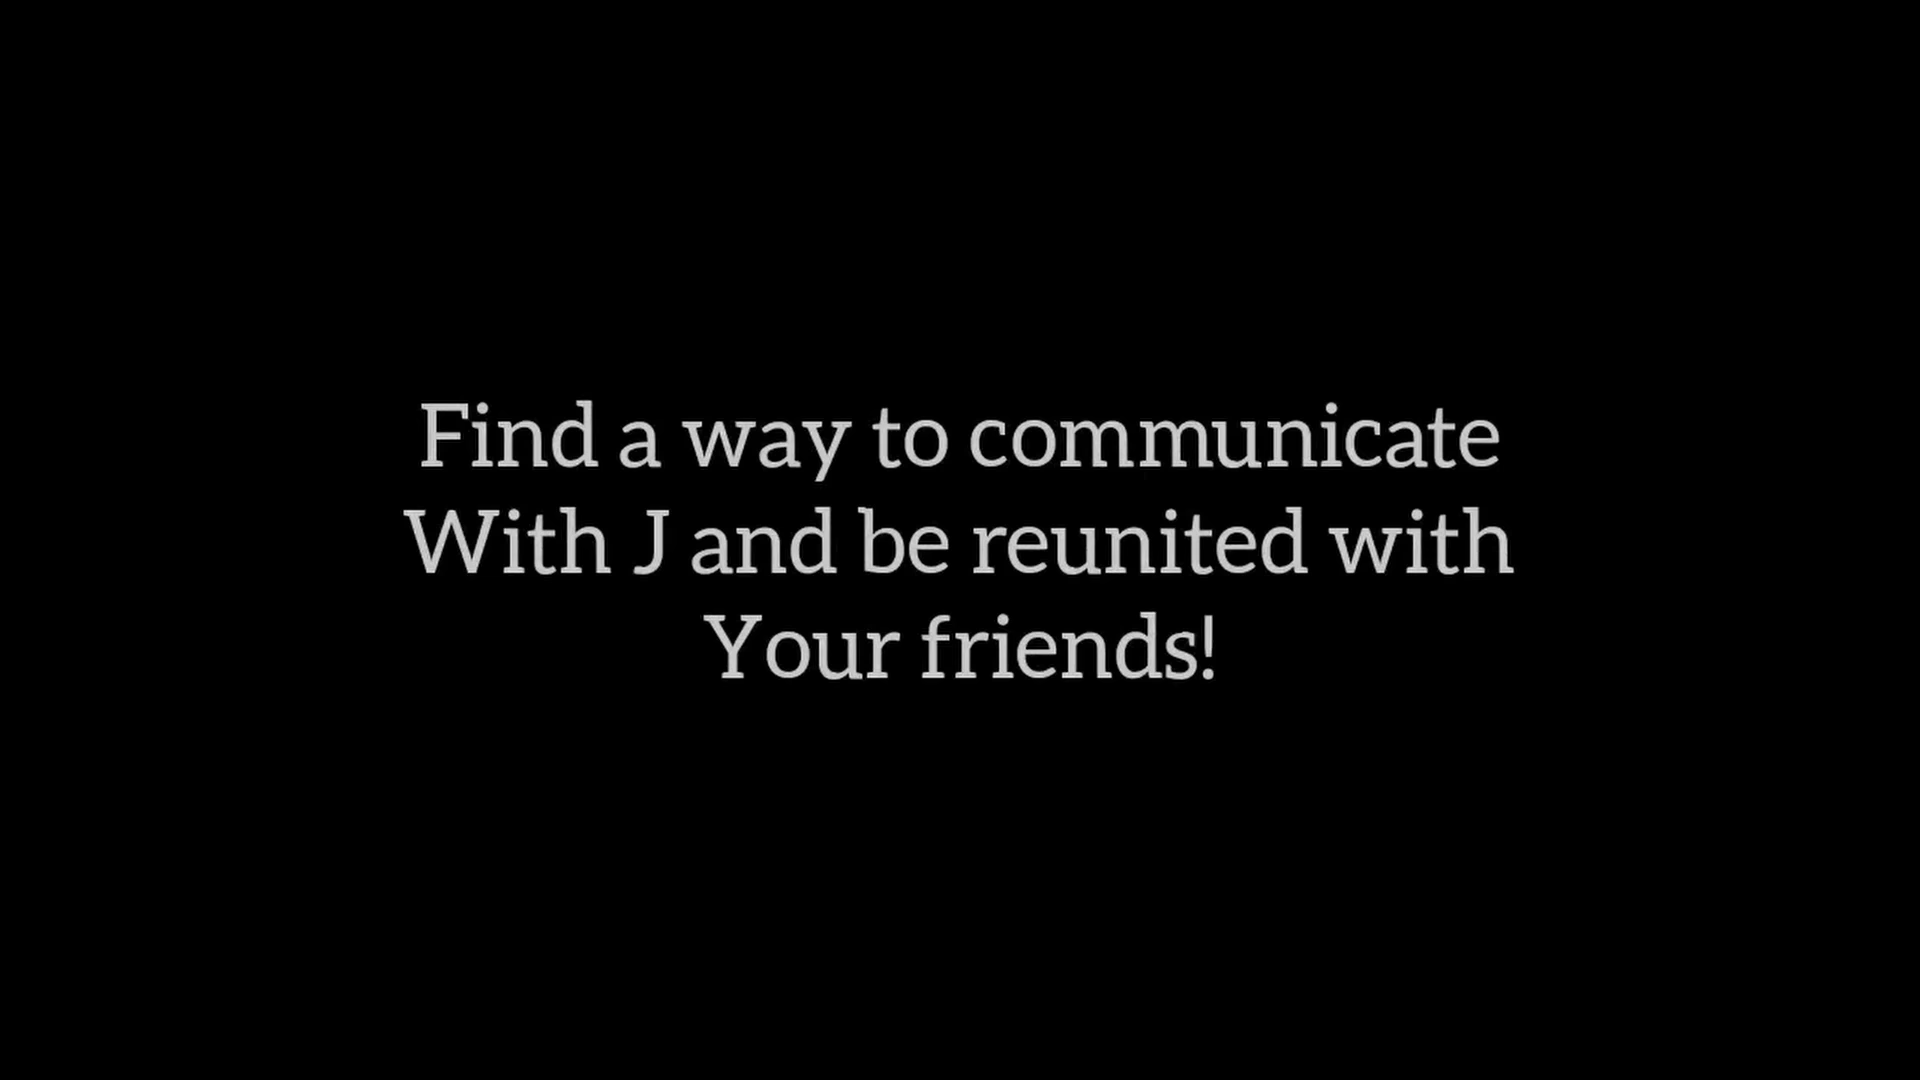 Find a way to communicate
With J and be reunited with
Your friends!